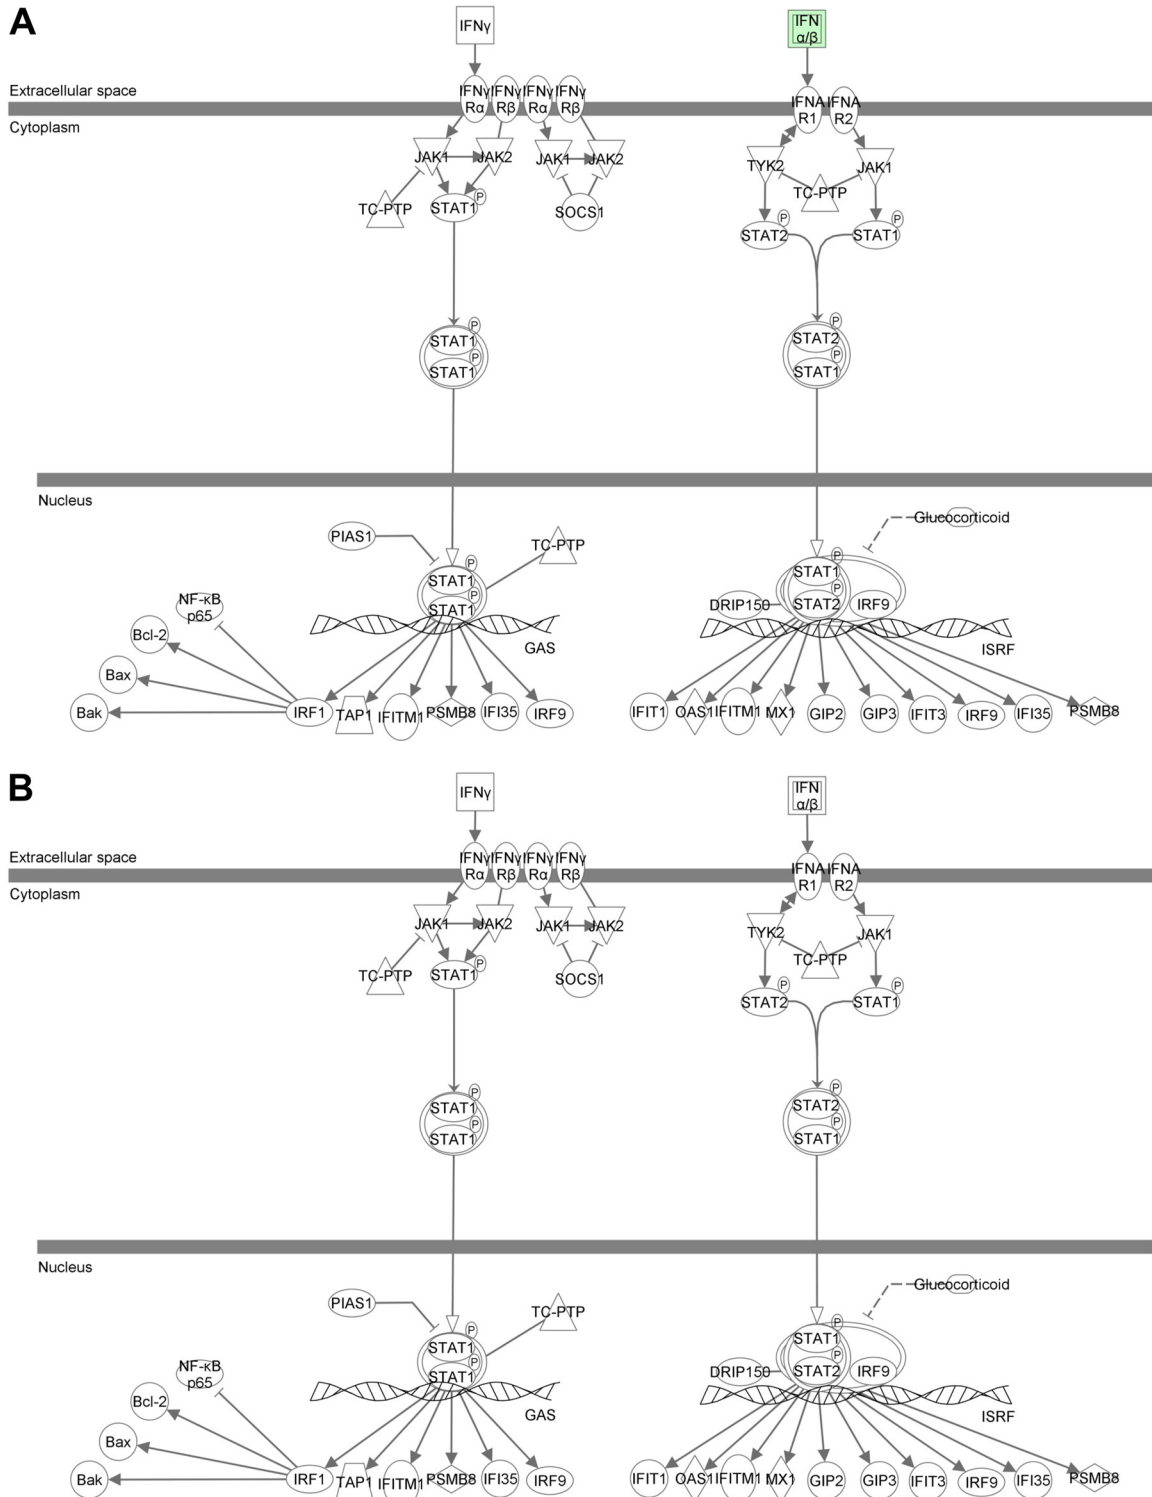 A
IFNγ
IFN
α/β
Extracellular space
IFNγ
Rα
IFNγ
Rβ
IFNγ
Rα
IFNγ
Rβ
IFNA
R1
IFNA
R2
Cytoplasm
JAK1
JAK2
JAK1
JAK2
TYK2
JAK1
TC-PTP
TC-PTP
STAT1
P
SOCS1
STAT2
P
STAT1
P
STAT1
P
STAT1
P
STAT2
P
STAT1
P
Nucleus
PIAS1
TC-PTP
Glucocorticoid
STAT1
P
STAT1
P
STAT1
P
STAT2
P
DRIP150
IRF9
NF-κB
p65
Bcl-2
GAS
ISRF
Bax
Bak
IRF1
TAP1
IFITM1
PSMB8
IFI35
IRF9
IFIT1
OAS1
IFITM1
MX1
GIP2
GIP3
IFIT3
IRF9
IFI35
PSMB8
B
IFNγ
IFN
α/β
Extracellular space
IFNγ
Rα
IFNγ
Rβ
IFNγ
Rα
IFNγ
Rβ
IFNA
R1
IFNA
R2
Cytoplasm
JAK1
JAK2
JAK1
JAK2
TYK2
JAK1
TC-PTP
TC-PTP
STAT1
P
SOCS1
STAT2
P
STAT1
P
STAT1
P
STAT1
P
STAT2
P
STAT1
P
Nucleus
PIAS1
TC-PTP
Glucocorticoid
STAT1
P
STAT1
P
STAT1
P
STAT2
P
DRIP150
IRF9
NF-κB
p65
Bcl-2
GAS
ISRF
Bax
Bak
IRF1
TAP1
IFITM1
PSMB8
IFI35
IRF9
IFIT1
OAS1
IFITM1
MX1
GIP2
GIP3
IFIT3
IRF9
IFI35
PSMB8